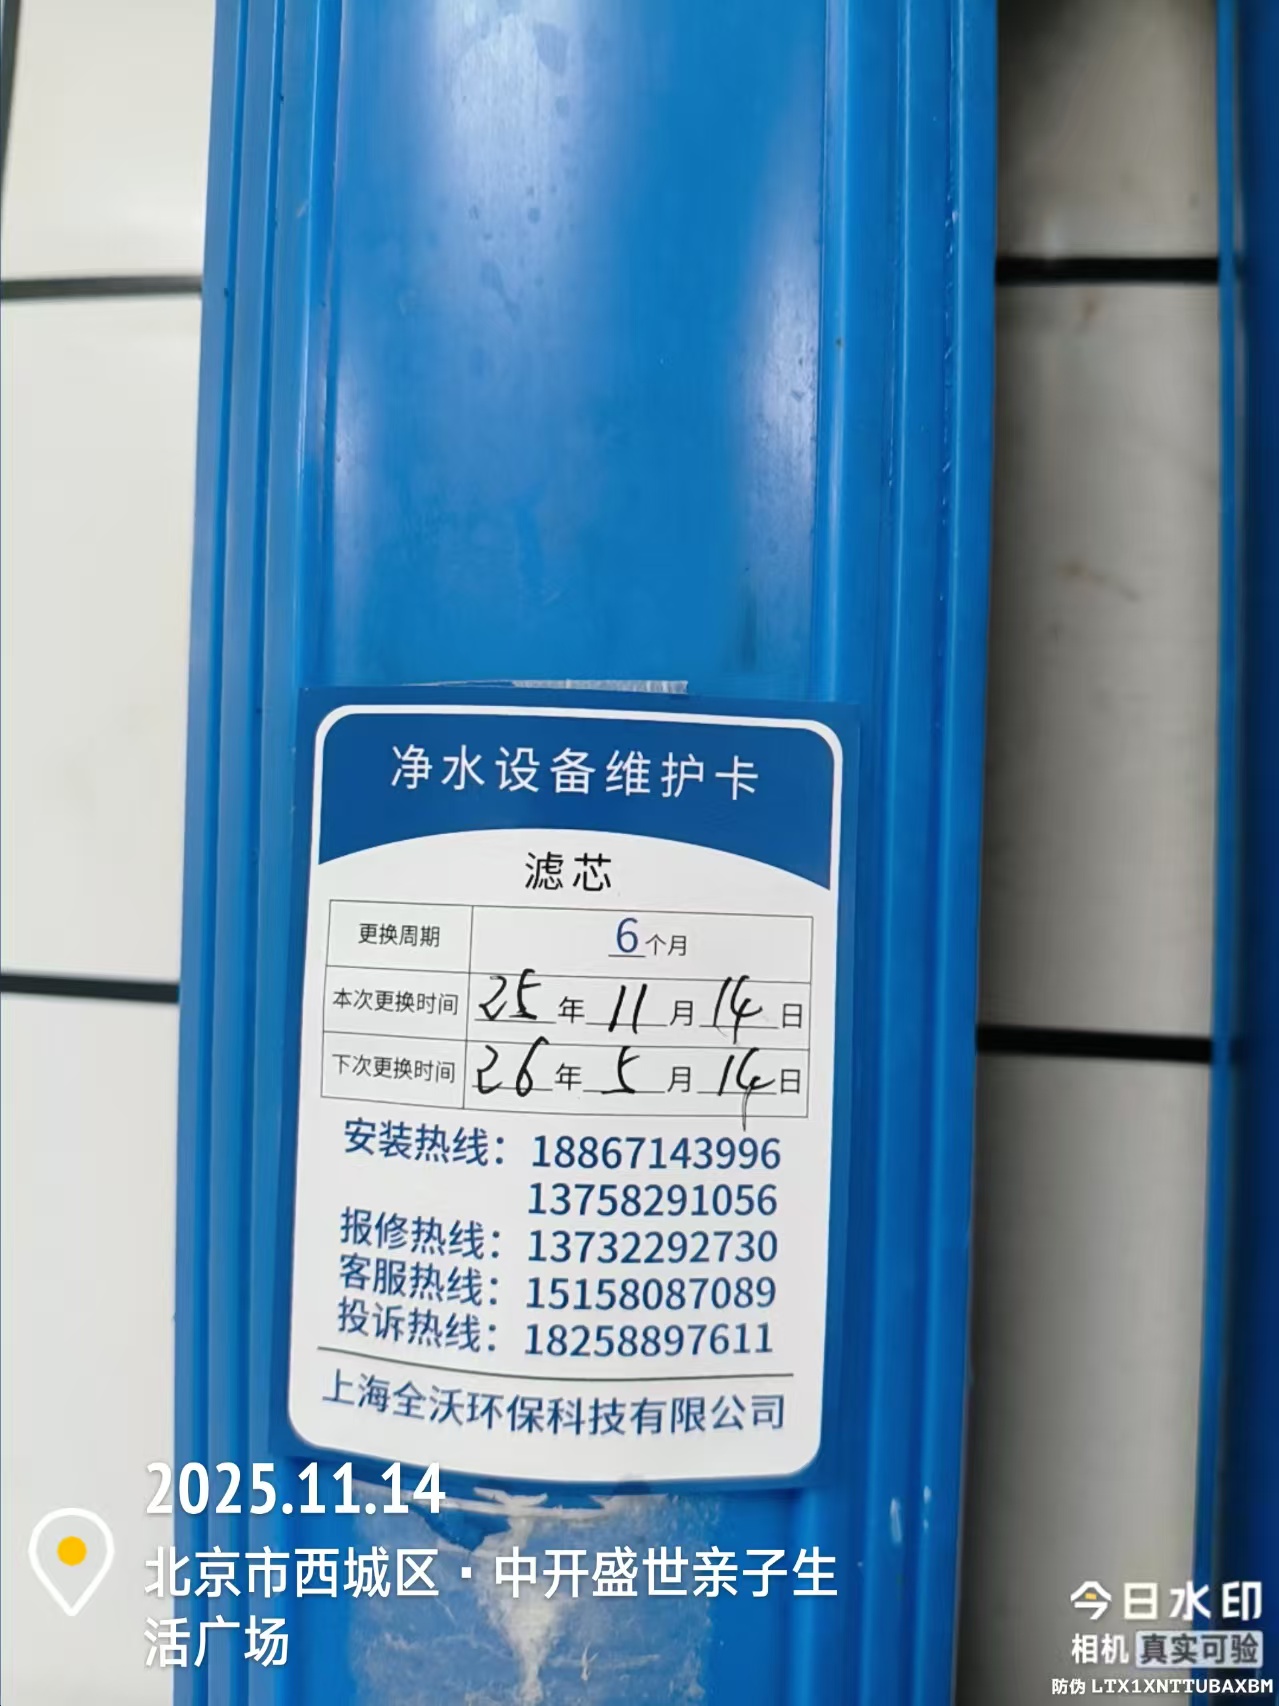 净水设备维护卡
滤芯
更换周期 6个月
本次更换时间 25年11月14日
下次更换时间 26年5月14日
安装热线：18867143996
13758291056
报修热线：13732292730
客服热线：15158087089
投诉热线：18258897611
上海全沃环保科技有限公司
2025.11.14
北京市西城区·中开盛世亲子生
活广场
今日水印
相机 真实可验
防伪 LTX1XNTTUBAXBM